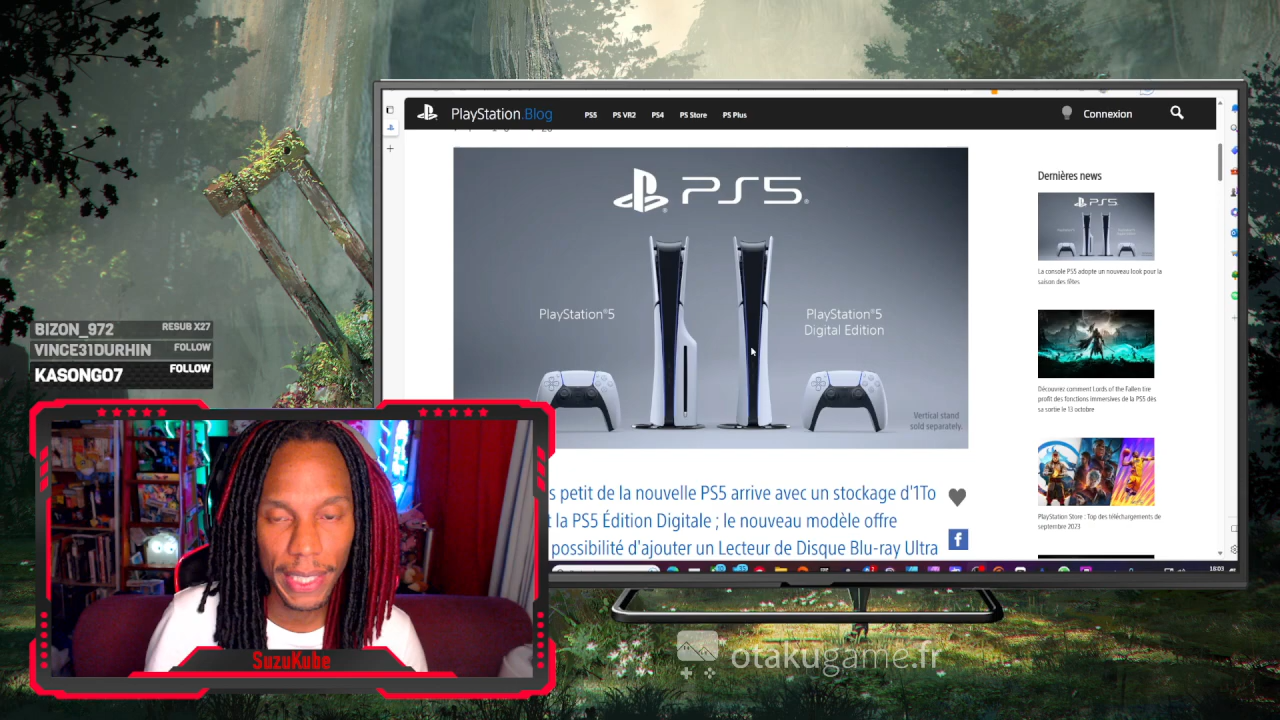 PlayStation.Blog
PS5
PS VR2
PS4
PS Store
PS Plus
Connexion
PS5
PlayStation®5
PlayStation®5
Digital Edition
Vertical stand
sold separately.
s petit de la nouvelle PS5 arrive avec un stockage d'1To
t la PS5 Édition Digitale ; le nouveau modèle offre
possibilité d'ajouter un Lecteur de Disque Blu-ray Ultra
Dernières news
PS5
La console PS5 adopte un nouveau look pour la
saison des fêtes
Découvrez comment Lords of the Fallen tire
profit des fonctions immersives de la PS5 dès
sa sortie le 13 octobre
PlayStation Store : Top des téléchargements de
septembre 2023
18:03
BIZON_972
RESUB X27
VINCE31DURHIN
FOLLOW
KASONGO7
FOLLOW
SuzuKube
otakugame.fr